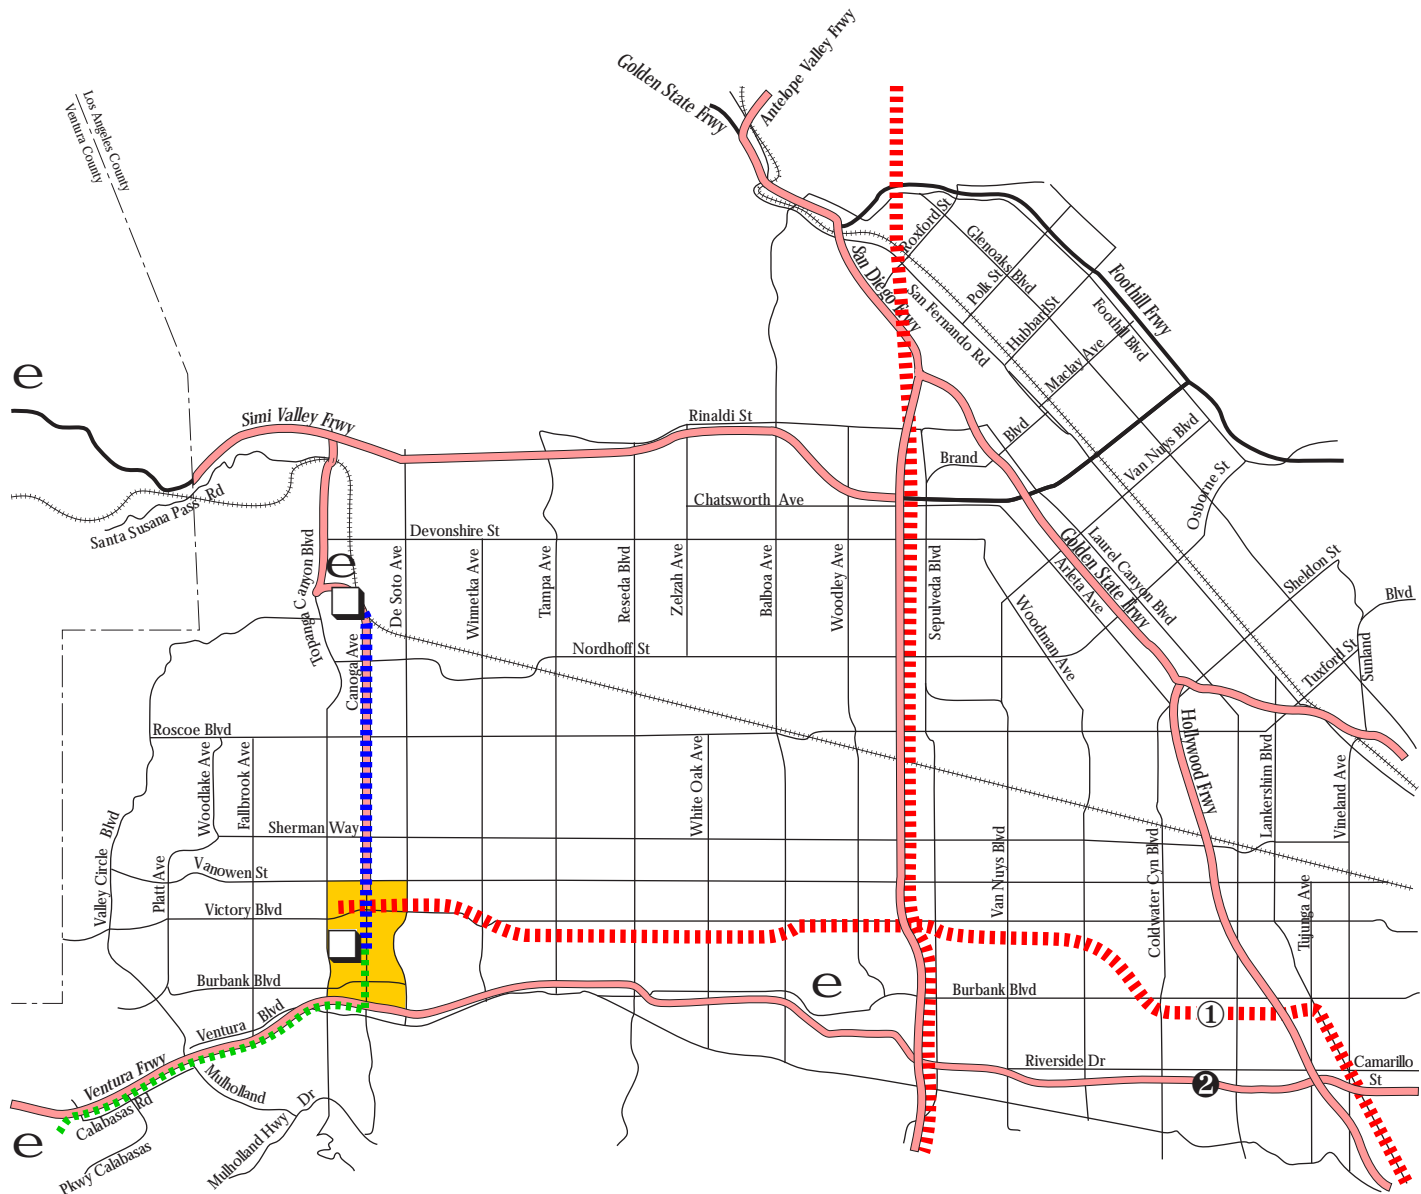 Golden State Frwy
Antelope Valley Frwy
Los Angeles County
Ventura County
Roxford St
Glenoaks Blvd
Polk St
San Diego Frwy
San Fernando Rd
Hubbard St
Foothill Blvd
Foothill Frwy
Maclay Ave
e
Simi Valley Frwy
Rinaldi St
Brand
Blvd
Van Nuys Blvd
Osborne St
Santa Susana Pass Rd
Chatsworth Ave
Devonshire St
e
Topanga Canyon Blvd
De Soto Ave
Winnetka Ave
Tampa Ave
Reseda Blvd
Zelzah Ave
Balboa Ave
Woodley Ave
Sepulveda Blvd
Golden State Frwy
Laurel Canyon Blvd
Arleta Ave
Woodman Ave
Sheldon St
Blvd
Sunland
Tuxford St
Canoga Ave
Nordhoff St
Roscoe Blvd
Woodlake Ave
Fallbrook Ave
White Oak Ave
Hollywood Frwy
Lankershim Blvd
Vineland Ave
Sherman Way
Valley Circle Blvd
Platt Ave
Vanowen St
Victory Blvd
Van Nuys Blvd
Coldwater Cyn Blvd
Tijunga Ave
Burbank Blvd
e
Burbank Blvd
1
Ventura Blvd
Ventura Frwy
Riverside Dr
2
Camarillo
St
Mulholland
Dr
Calabasas Rd
e
Pkwy Calabasas
Mulholland Hwy